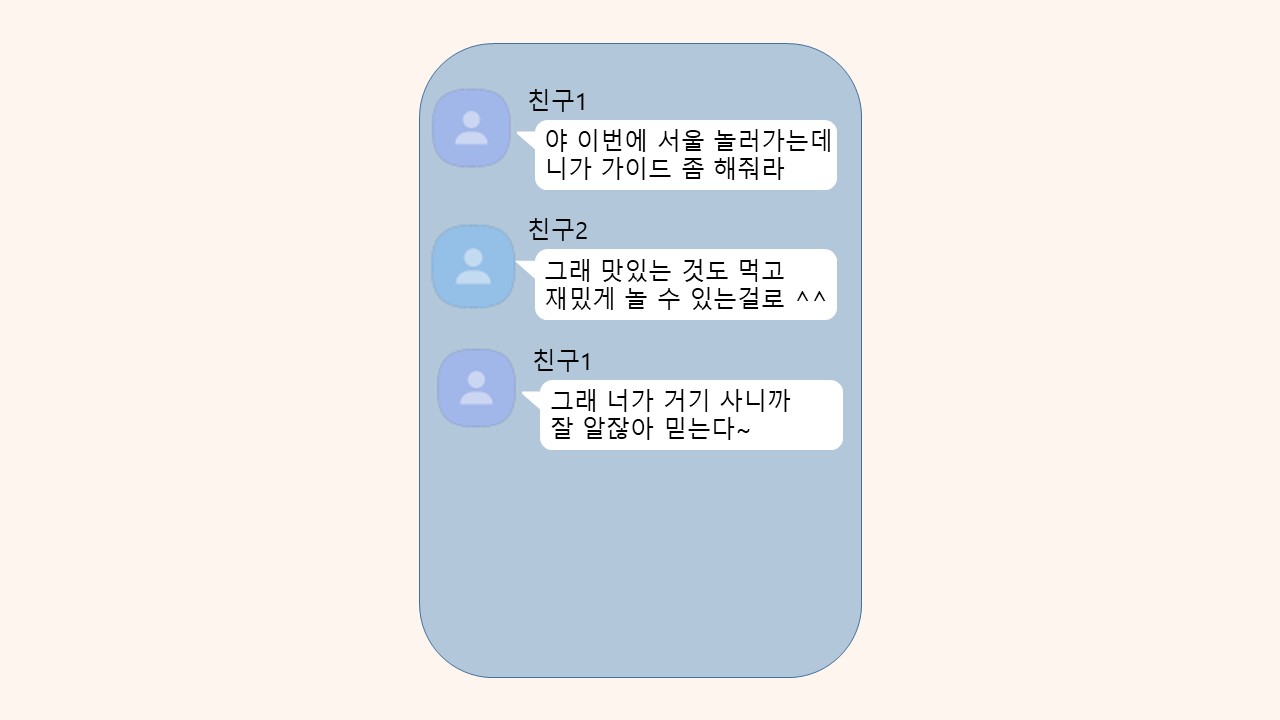 친구1
야 이번에 서울 놀러가는데
니가 가이드 좀 해줘라
친구2
그래 맛있는 것도 먹고
재밌게 놀 수 있는걸로 ^^
친구1
그래 너가 거기 사니까
잘 알잖아 믿는다~